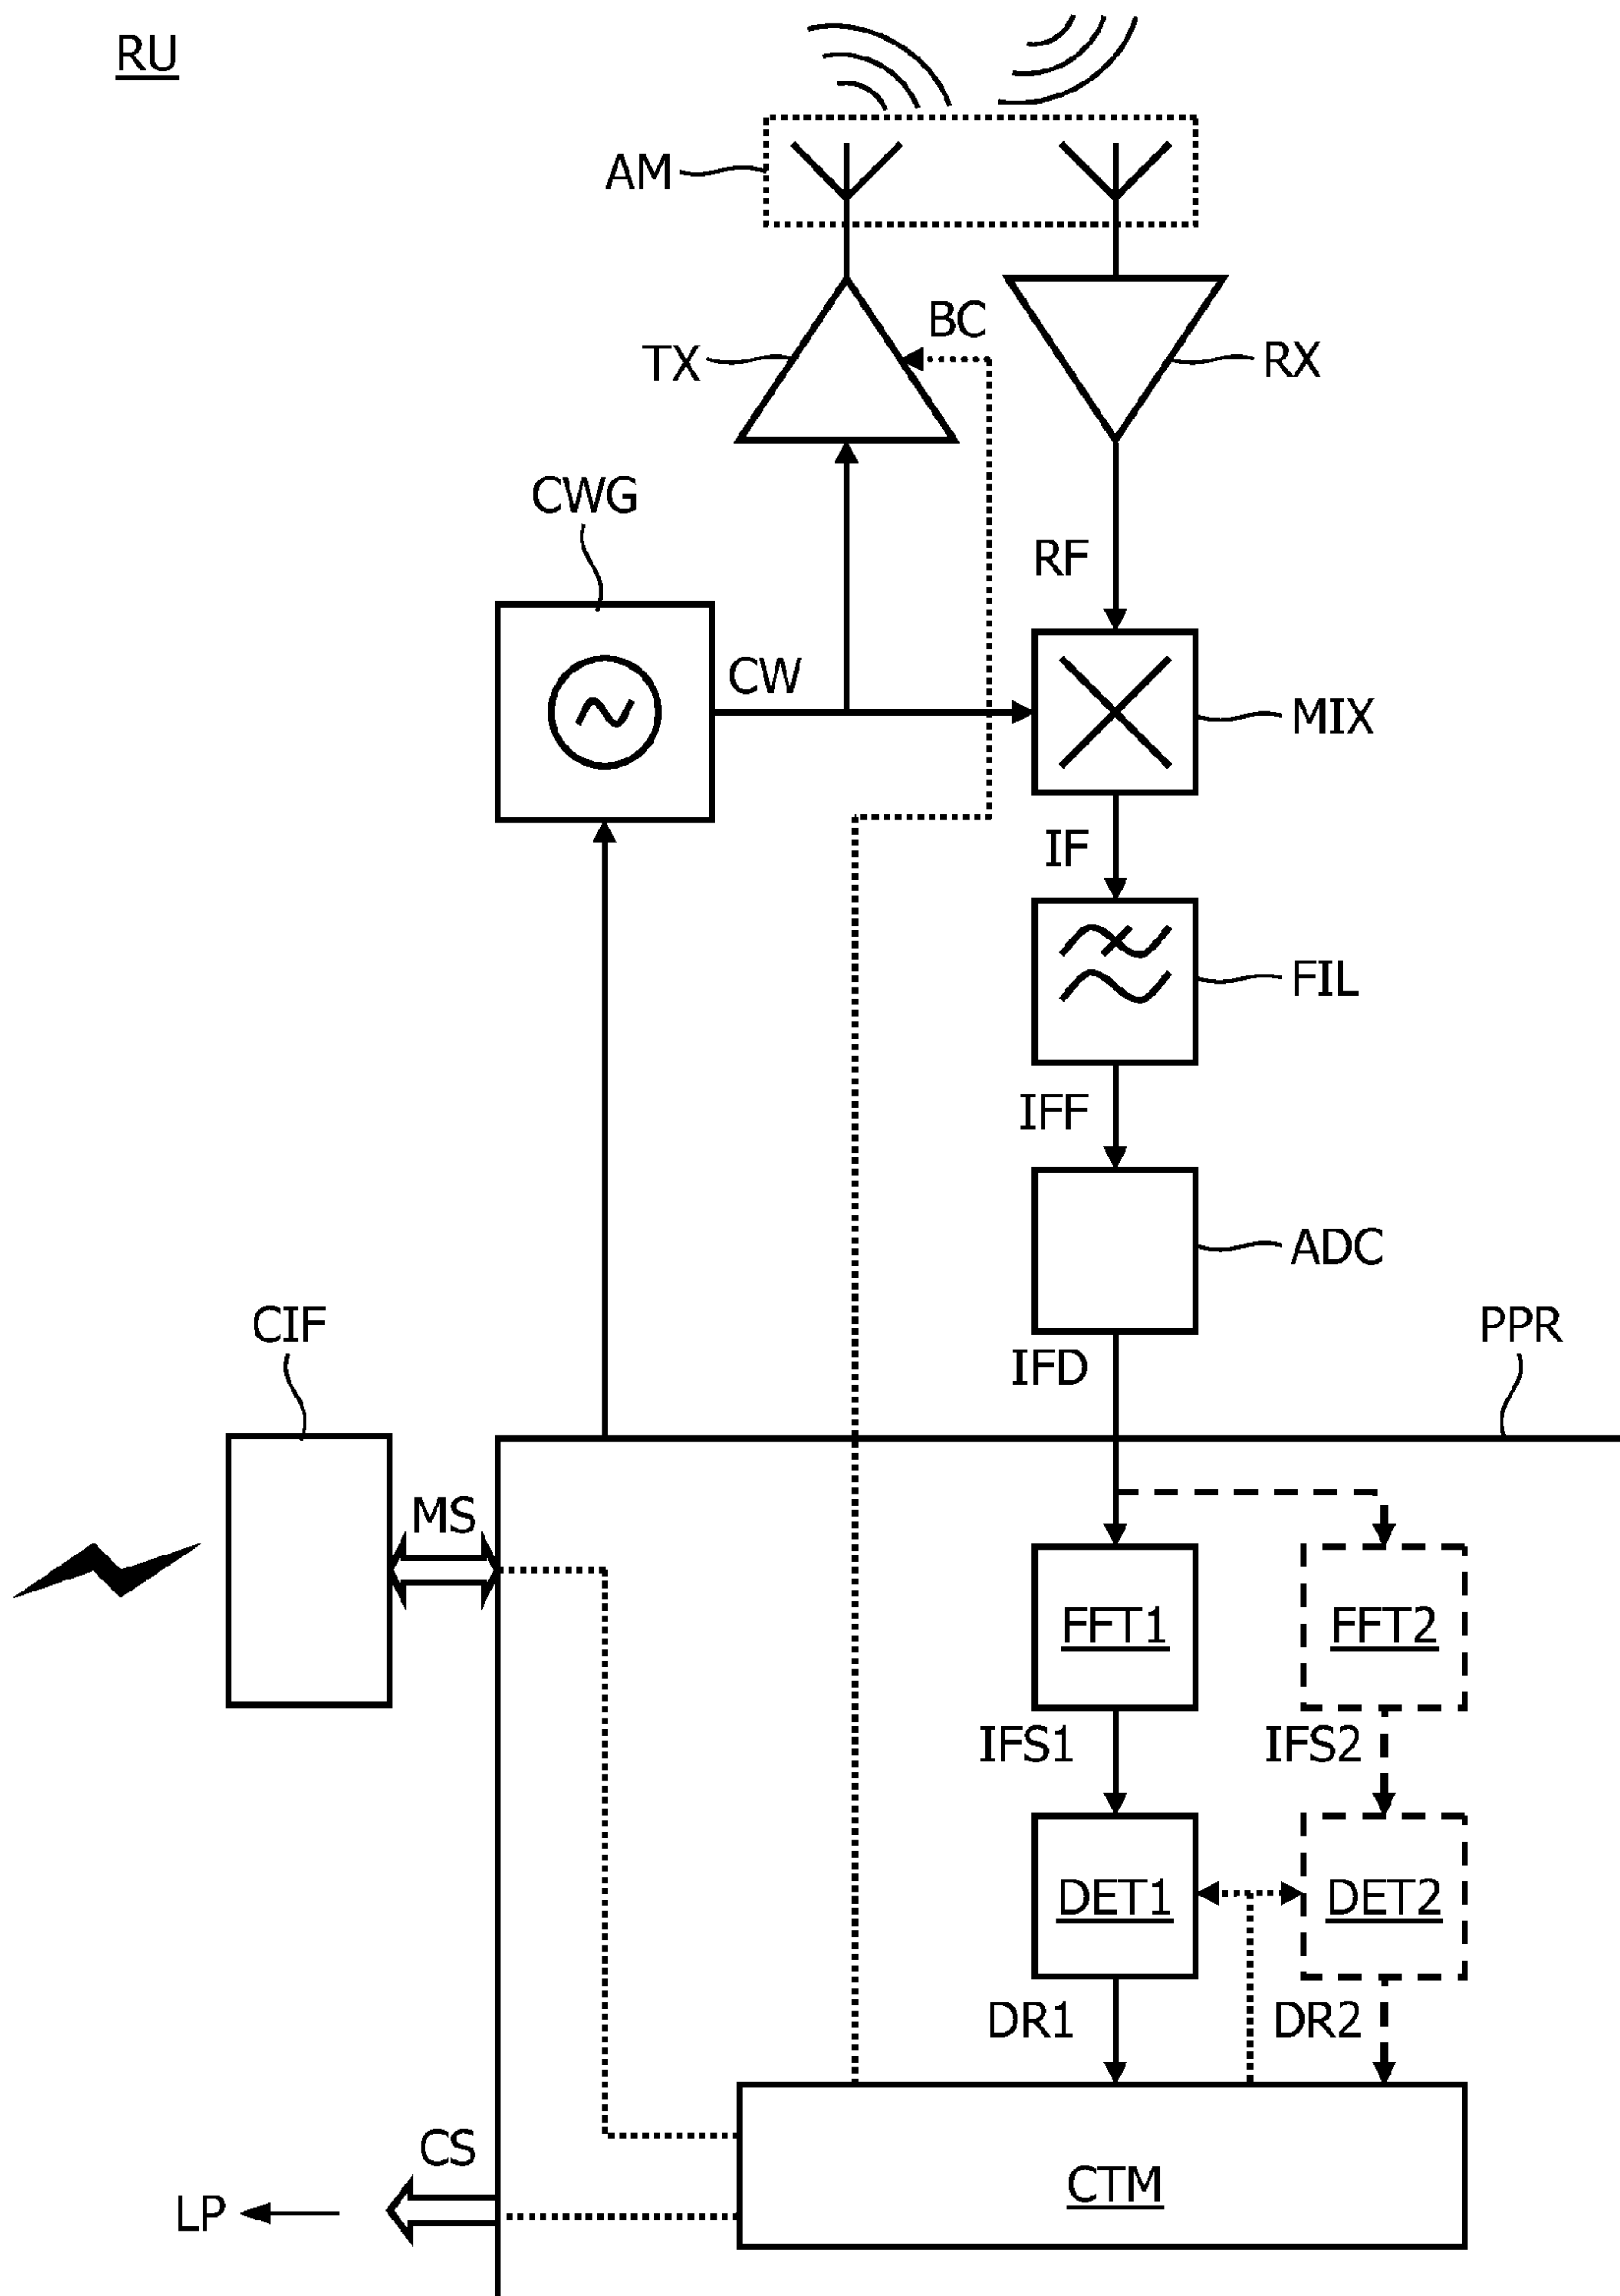 RU
AM
BC
TX
RX
CWG
RF
CW
MIX
IF
FIL
IFF
ADC
CIF
PPR
IFD
MS
FFT1
FFT2
IFS1
IFS2
DET1
DET2
DR1
DR2
CS
CTM
LP